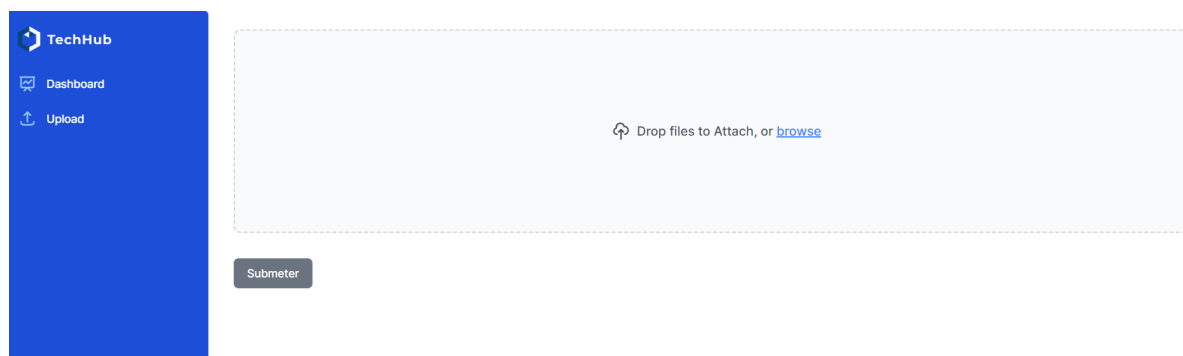 TechHub
Dashboard
Upload
Drop files to Attach, or browse
Submeter